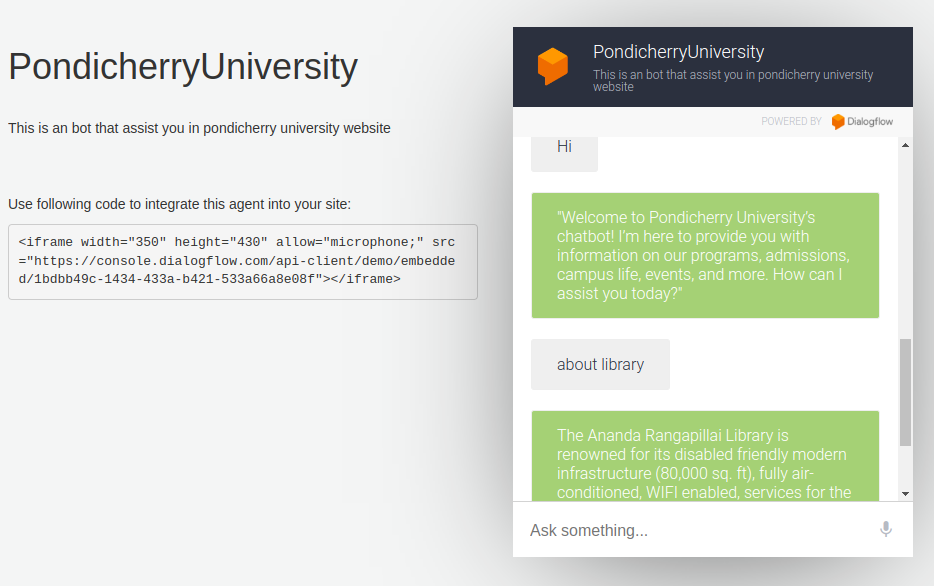 PondicherryUniversity
This is an bot that assist you in pondicherry university website
Use following code to integrate this agent into your site:
<iframe width="350" height="430" allow="microphone;" src
="https://console.dialogflow.com/api-client/demo/embedde
d/1bdbb49c-1434-433a-b421-533a66a8e08f"></iframe>
PondicherryUniversity
This is an bot that assist you in pondicherry university
website
POWERED BY Dialogflow
Hi
"Welcome to Pondicherry University's
chatbot! I'm here to provide you with
information on our programs, admissions,
campus life, events, and more. How can I
assist you today?"
about library
The Ananda Rangapillai Library is
renowned for its disabled friendly modern
infrastructure (80,000 sq. ft), fully air-
conditioned, WIFI enabled, services for the
Ask something...